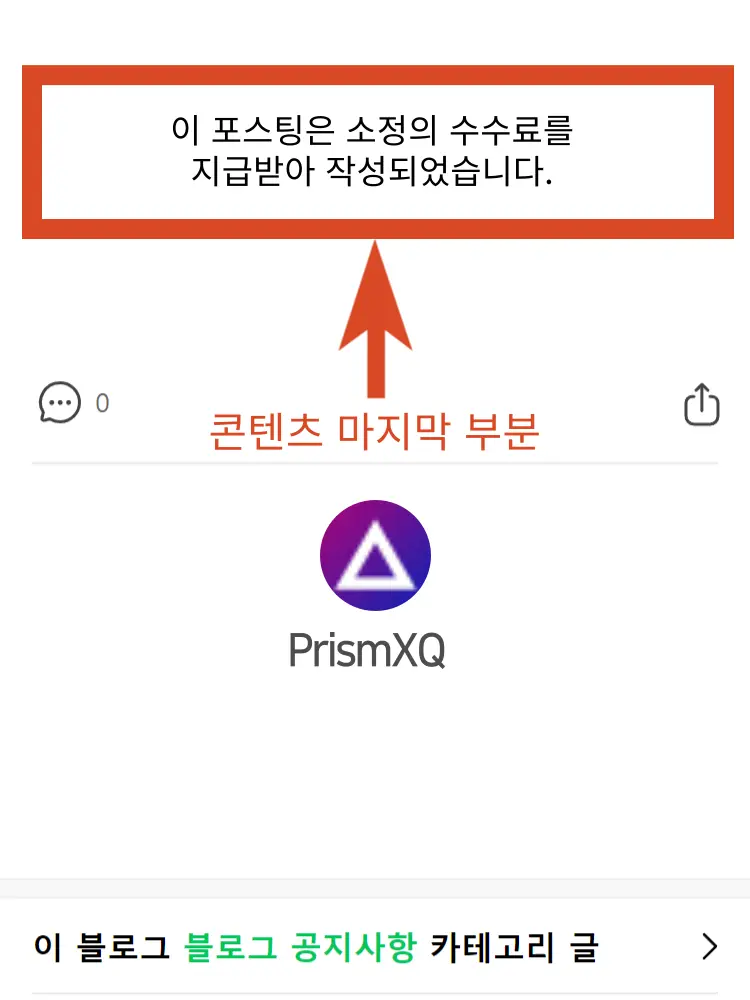 이 포스팅은 소정의 수수료를
지급받아 작성되었습니다.
0
콘텐츠 마지막 부분
PrismXQ
이 블로그 블로그 공지사항 카테고리 글